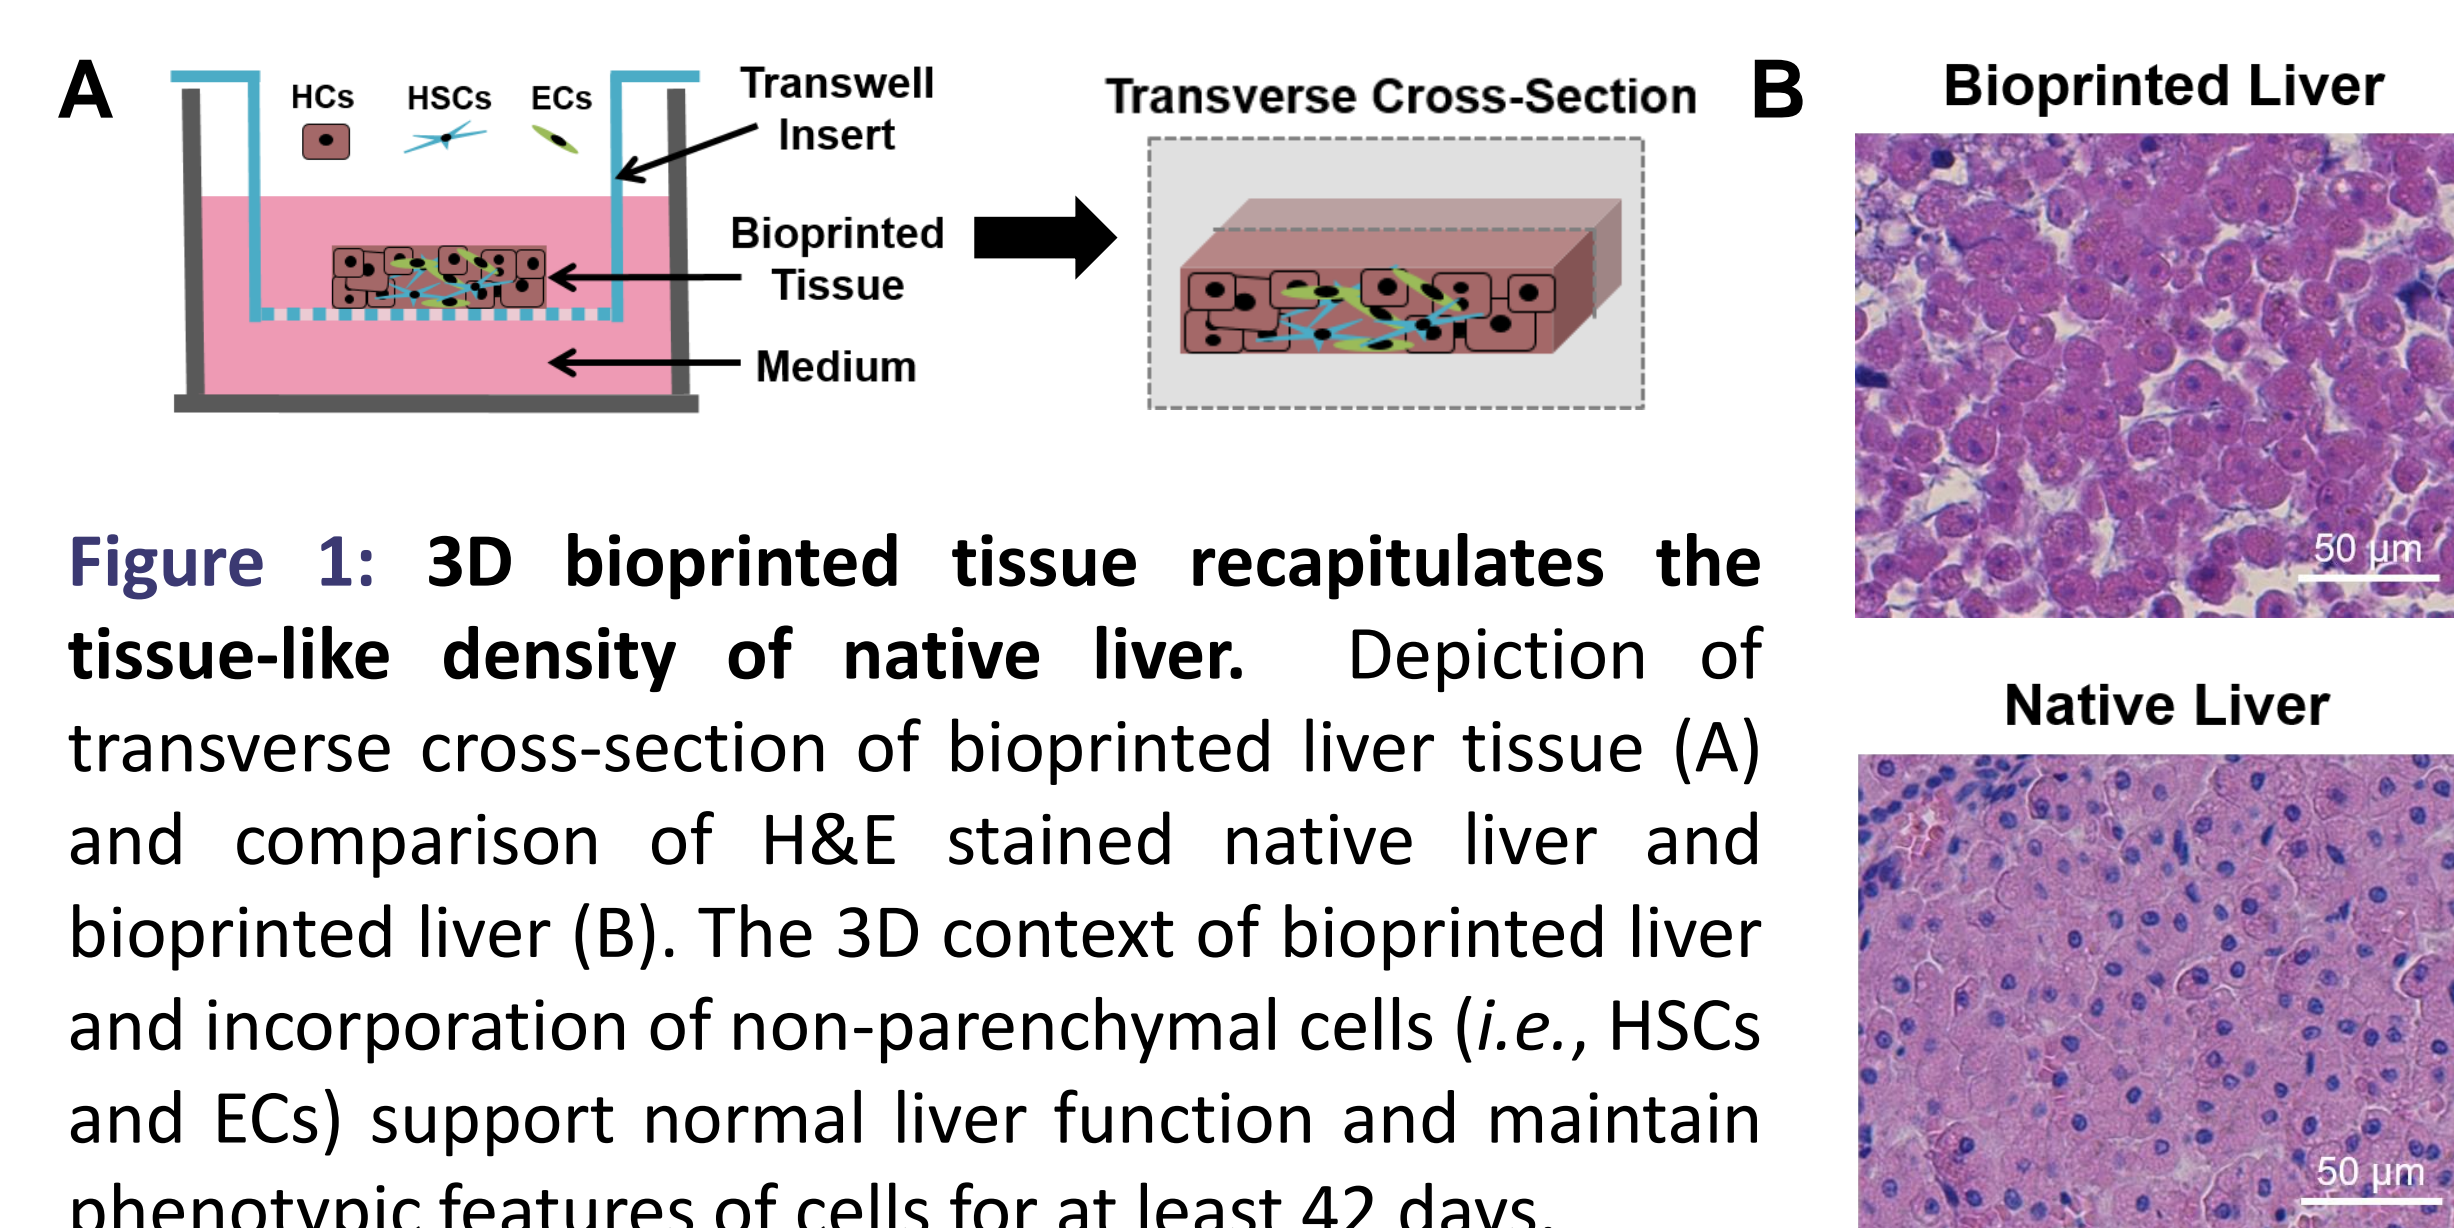 A
HCs
HSCs
ECs
Transwell
Insert
Bioprinted
Tissue
Medium
Transverse Cross-Section
B
Bioprinted Liver
50 µm
Native Liver
50 µm
Figure 1: 3D bioprinted tissue recapitulates the
tissue-like density of native liver. Depiction of
transverse cross-section of bioprinted liver tissue (A)
and comparison of H&E stained native liver and
bioprinted liver (B). The 3D context of bioprinted liver
and incorporation of non-parenchymal cells (i.e., HSCs
and ECs) support normal liver function and maintain
phenotypic features of cells for at least 42 days.